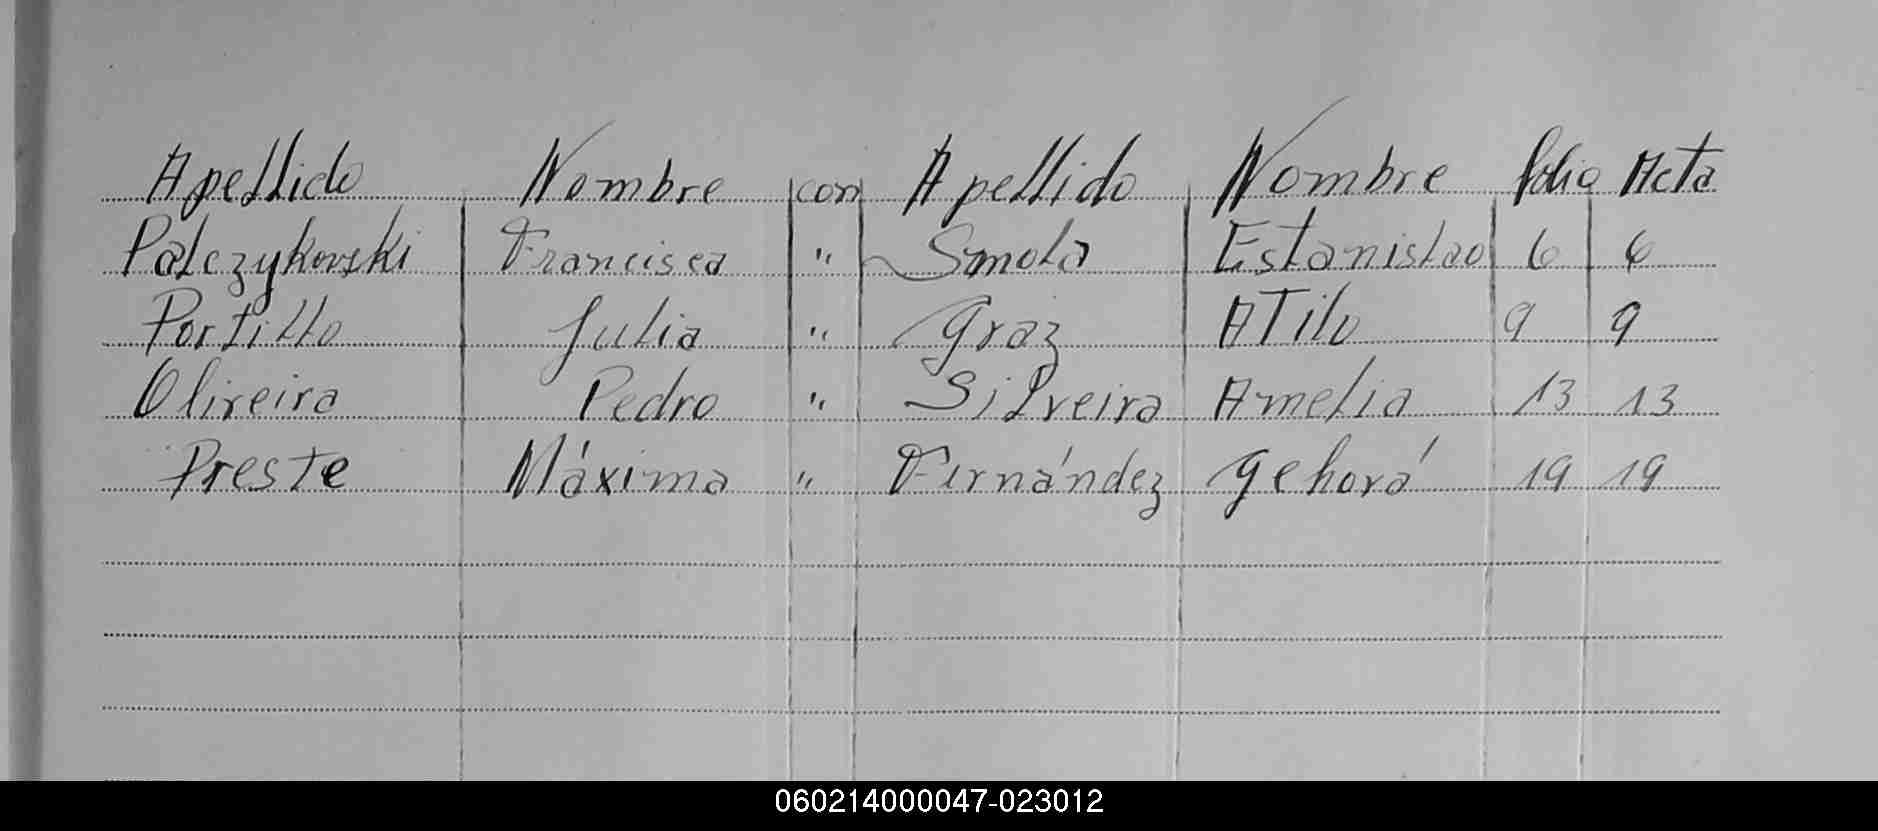 Apellido Nombre con Apellido Nombre folio Acta
Palczykovski Francisca " Smola Estanislao 6 6
Portillo Julia " Graz Atilo 9 9
Oliveira Pedro " Silveira Amelia 13 13
Preste Máxima " Fernández Gehová 19 19
060214000047-023012